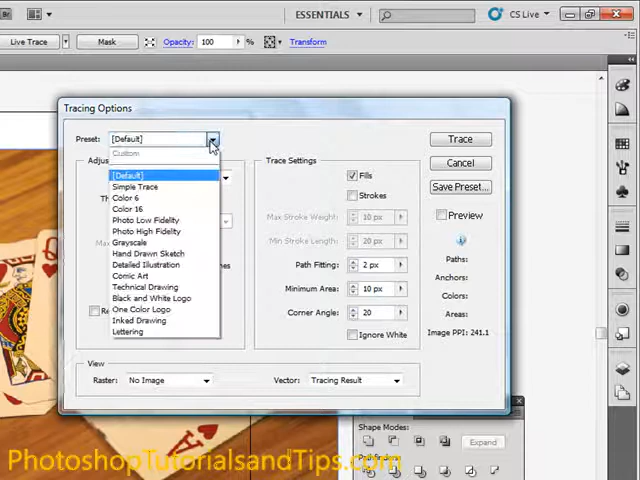 Br
ESSENTIALS
CS Live
Live Trace
Mask
Opacity:
100
%
Transform
Tracing Options
Preset:
[Default]
Trace
Custom
Adjus
Trace Settings
Cancel
[Default]
Fills
Simple Trace
Save Preset...
Color 6
Strokes
Color 16
Max Stroke Weight:
10 px
Preview
Photo Low Fidelity
Photo High Fidelity
Min Stroke Length:
20 px
Grayscale
Hand Drawn Sketch
Paths:
Detailed Illustration
Path Fitting:
2 px
Anchors:
Comic Art
Technical Drawing
Minimum Area:
10 px
Colors:
Black and White Logo
One Color Logo
Corner Angle:
20
Areas:
Inked Drawing
Lettering
Ignore White
Image PPI: 241.1
View
Raster:
No Image
Vector:
Tracing Result
Shape Modes:
Expand
Pathfinders:
PhotoshopTutorialsandTips.com